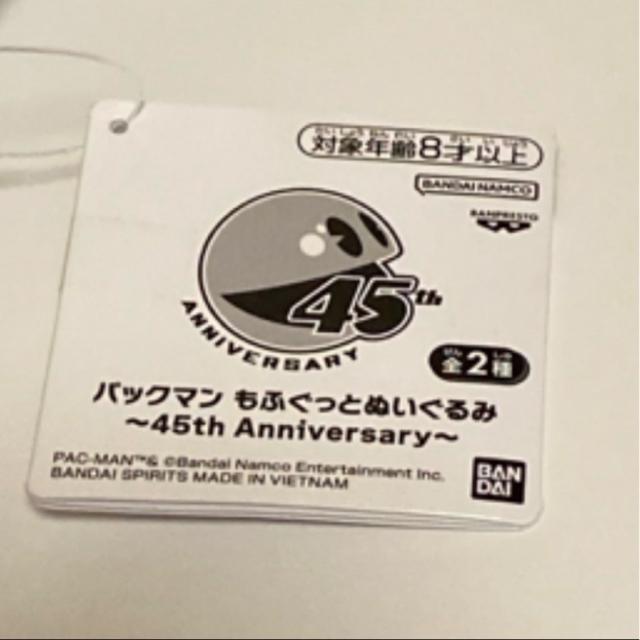 対象年齢8才以上
BANDAI NAMCO
BANPRESTO
45th
ANNIVERSARY
全2種
パックマン もふぐっとぬいぐるみ
～45th Anniversary～
PAC-MAN™& ©Bandai Namco Entertainment Inc.
BANDAI SPIRITS MADE IN VIETNAM
BAN
DAI